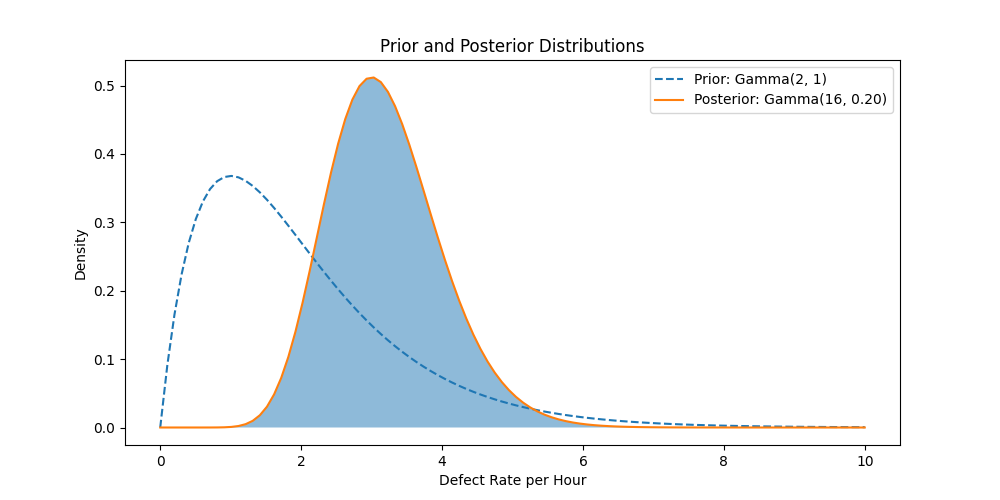 Prior and Posterior Distributions
Prior: Gamma(2, 1)
Posterior: Gamma(16, 0.20)
Density
0.5
0.4
0.3
0.2
0.1
0.0
0 2 4 6 8 10
Defect Rate per Hour